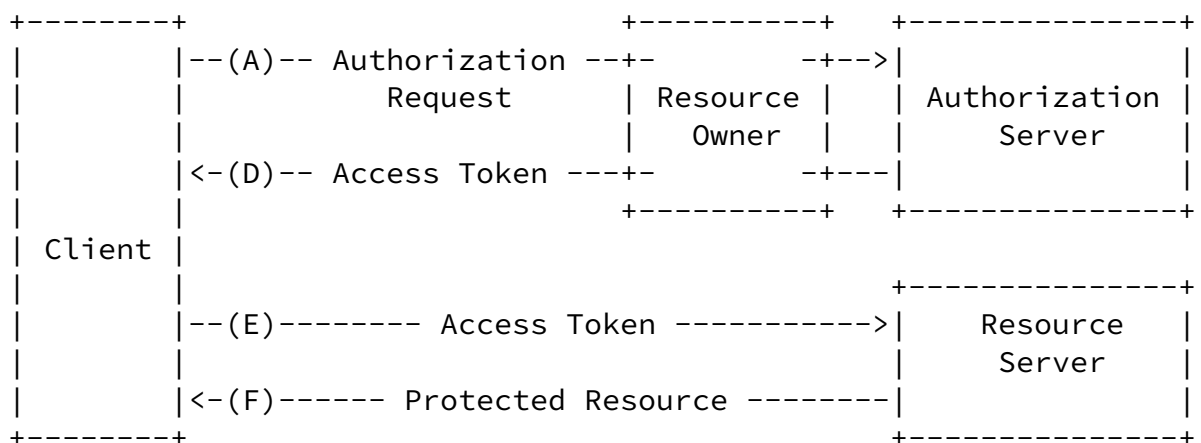 +--------+                         +----------+   +---------------+
|        |--(A)-- Authorization --+-        -+-->|               |
|        |           Request      | Resource |   | Authorization |
|        |                        |  Owner   |   |    Server     |
|        |<-(D)-- Access Token ---+-        -+---|               |
|        |                        +----------+   +---------------+
| Client |
|        |                                       +---------------+
|        |--(E)-------- Access Token ----------->|    Resource   |
|        |                                       |     Server    |
|        |<-(F)------ Protected Resource --------|               |
+--------+                                       +---------------+